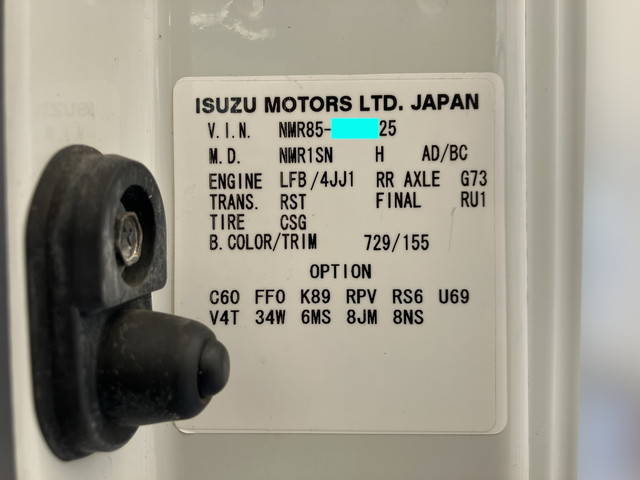 ISUZU MOTORS LTD. JAPAN
V.I.N. NMR85- 25
M.D. NMR1SN H AD/BC
ENGINE LFB/4JJ1 RR AXLE G73
TRANS. RST FINAL RU1
TIRE CSG
B.COLOR/TRIM 729/155
OPTION
C60 FF0 K89 RPV RS6 U69
V4T 34W 6MS 8JM 8NS